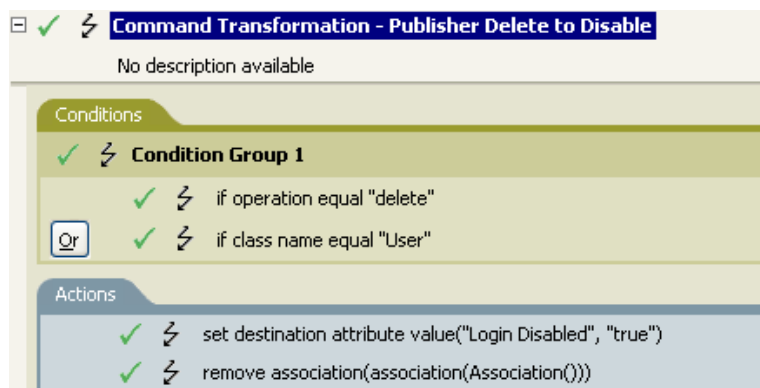 Command Transformation - Publisher Delete to Disable
No description available
Conditions
Condition Group 1
if operation equal "delete"
Or if class name equal "User"
Actions
set destination attribute value("Login Disabled", "true")
remove association(association(Association()))